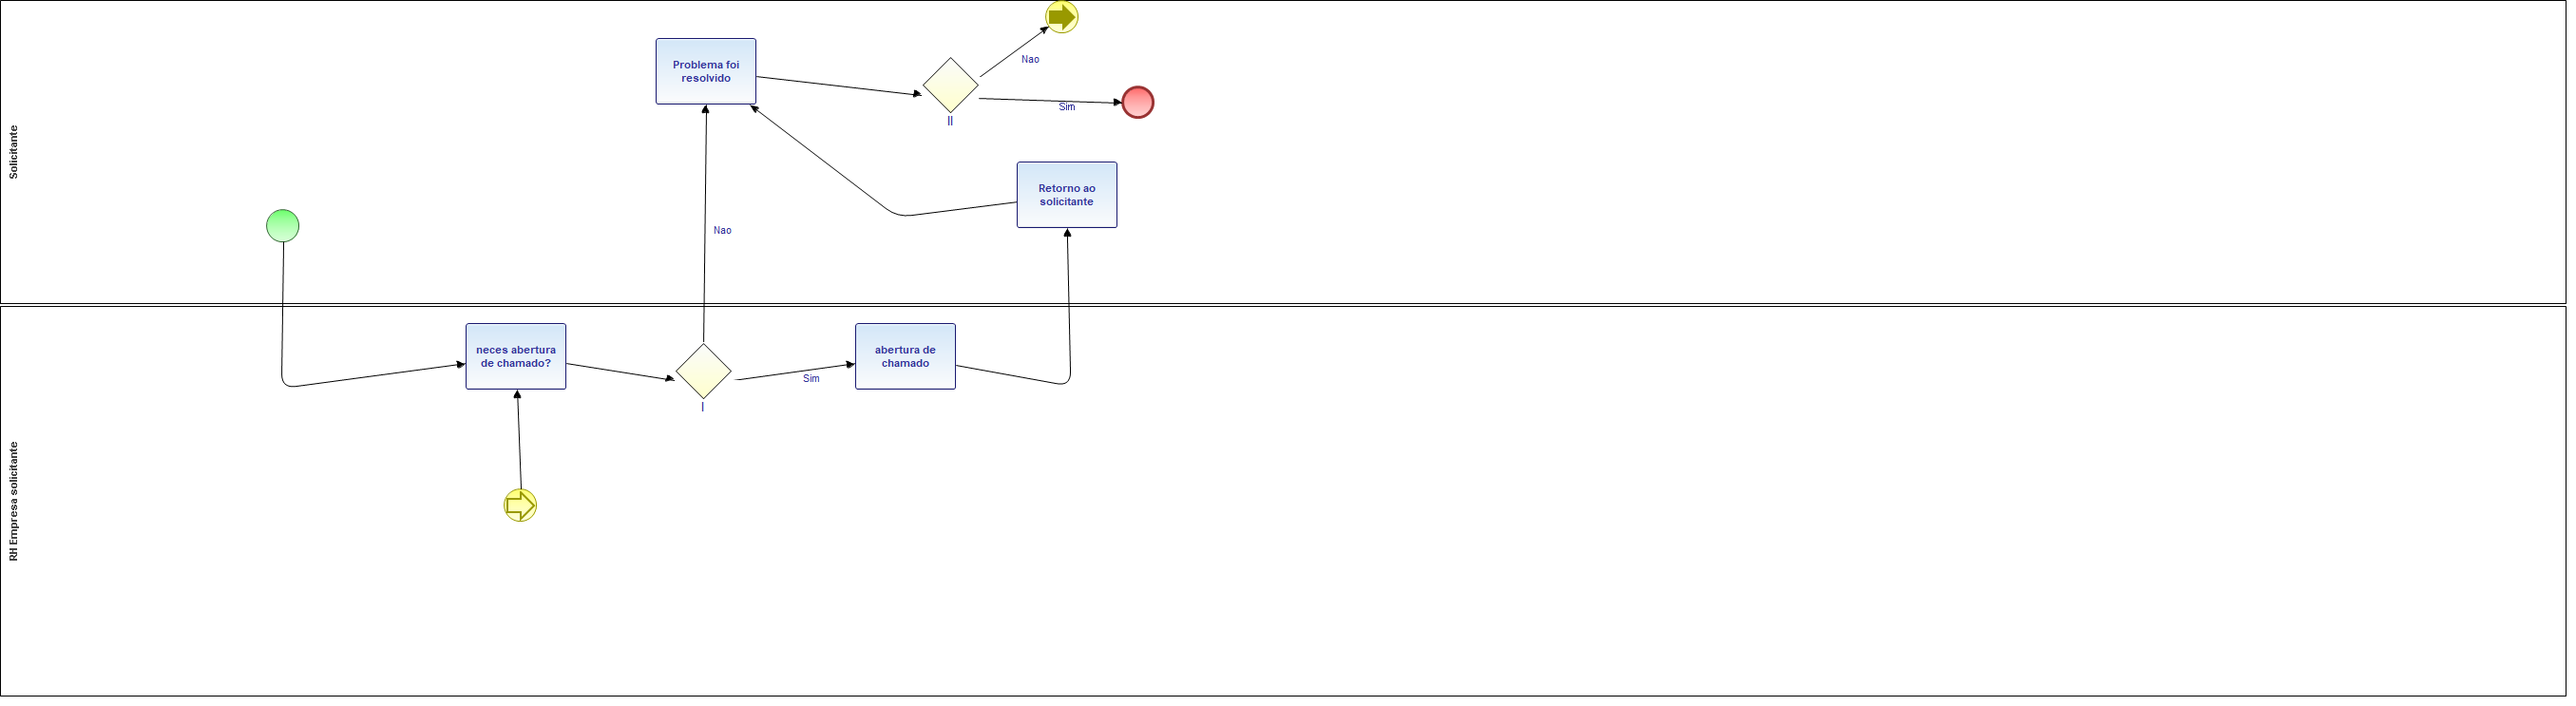 Solicitante
Problema foi
resolvido
Nao
Sim
II
Retorno ao
solicitante
Nao
RH Empresa solicitante
neces abertura
de chamado?
I
Sim
abertura de
chamado